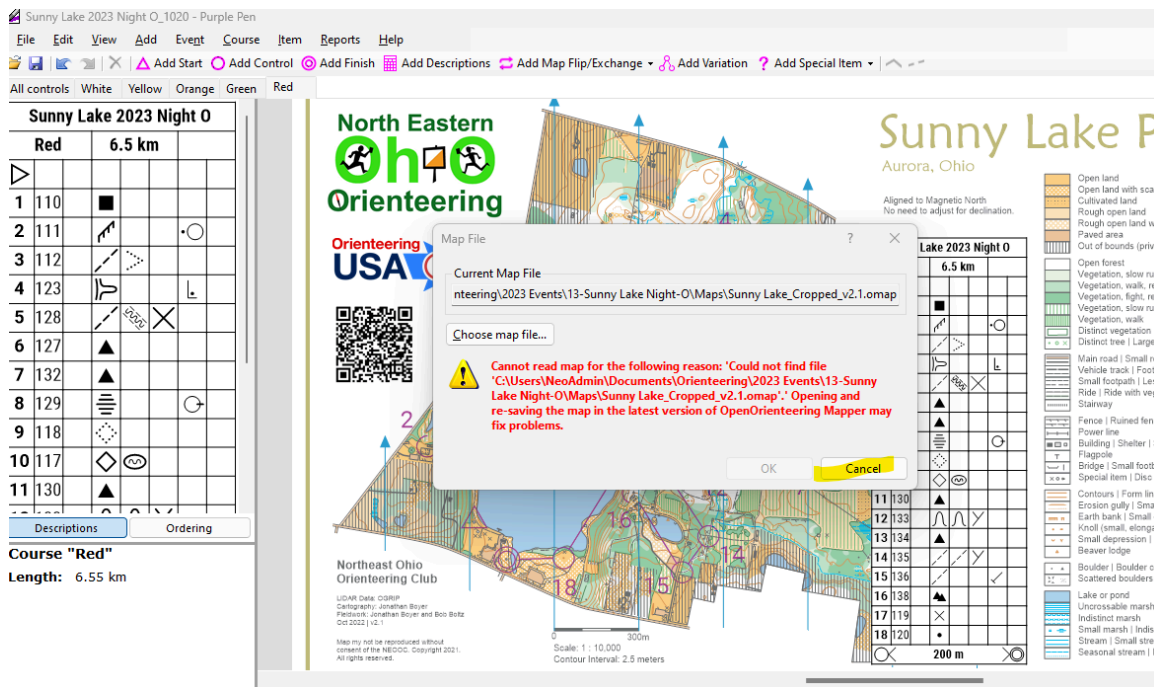 Sunny Lake 2023 Night O_1020 - Purple Pen
File Edit View Add Event Course Item Reports Help
Add Start Add Control Add Finish Add Descriptions Add Map Flip/Exchange Add Variation ? Add Special Item
All controls White Yellow Orange Green Red
Sunny Lake 2023 Night O
Red 6.5 km
1 110
2 111
3 112
4 123
5 128
6 127
7 132
8 129
9 118
10 117
11 130
Descriptions Ordering
Course "Red"
Length: 6.55 km
North Eastern
OhiO
Orienteering
Orienteering
USA
2
4
16
14
18
15
Northeast Ohio
Orienteering Club
LIDAR Data: OGRIP
Cartography: Jonathan Boyer
Fieldwork: Jonathan Boyer and Bob Boltz
Oct 2022 | v2.1
Map my not be reproduced without
consent of the NEOOC. Copyright 2021.
All rights reserved.
0 300m
Scale: 1 : 10,000
Contour Interval: 2.5 meters
Map File
? 
Current Map File
nteering\2023 Events\13-Sunny Lake Night-O\Maps\Sunny Lake_Cropped_v2.1.omap
Choose map file...
Cannot read map for the following reason: 'Could not find file
'C:\Users\NeoAdmin\Documents\Orienteering\2023 Events\13-Sunny
Lake Night-O\Maps\Sunny Lake_Cropped_v2.1.omap'.' Opening and
re-saving the map in the latest version of OpenOrienteering Mapper may
fix problems.
OK Cancel
Sunny Lake P
Aurora, Ohio
Aligned to Magnetic North
No need to adjust for declination.
Lake 2023 Night O
6.5 km
11 130
12 133
13 134
14 135
15 136
16 138
17 119
18 120
200 m
Open land
Open land with sca
Cultivated land
Rough open land
Rough open land w
Paved area
Out of bounds (priv
Open forest
Vegetation, slow ru
Vegetation, walk, re
Vegetation, fight, re
Vegetation, slow ru
Vegetation, walk
Distinct vegetation
Distinct tree | Large
Main road | Small r
Vehicle track | Foot
Small footpath | Les
Ride | Ride with veg
Stairway
Fence | Ruined fen
Power line
Building | Shelter |
Flagpole
Bridge | Small footb
Special item | Disc
Contours | Form lin
Erosion gully | Sma
Earth bank | Small
Knoll (small, elonga
Small depression |
Beaver lodge
Boulder | Boulder c
Scattered boulders
Lake or pond
Uncrossable marsh
Indistinct marsh
Small marsh | Indis
Stream | Small stre
Seasonal stream |